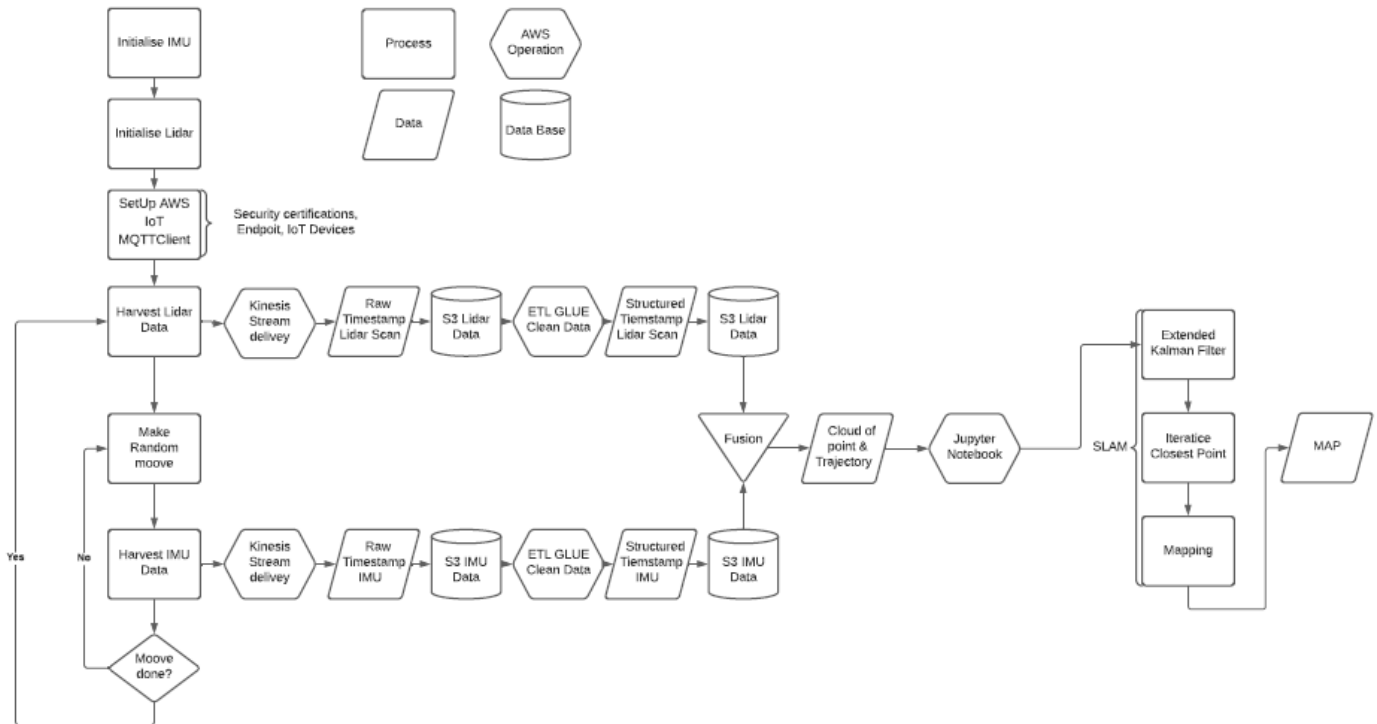 Initialise IMU
Process
AWS
Operation
Initialise Lidar
Data
Data Base
SetUp AWS
IoT
MQTTClient
Security certifications,
Endpoit, IoT Devices
Harvest Lidar
Data
Kinesis
Stream
delivey
Raw
Timestamp
Lidar Scan
S3 Lidar
Data
ETL GLUE
Clean Data
Structured
Tiemstamp
Lidar Scan
S3 Lidar
Data
Extended
Kalman Filter
Make
Random
moove
Fusion
Cloud of
point &
Trajectory
Jupyter
Notebook
SLAM
Iteratice
Closest Point
MAP
Yes
No
Harvest IMU
Data
Kinesis
Stream
delivey
Raw
Timestamp
IMU
S3 IMU
Data
ETL GLUE
Clean Data
Structured
Tiemstamp
IMU
S3 IMU
Data
Mapping
Moove
done?